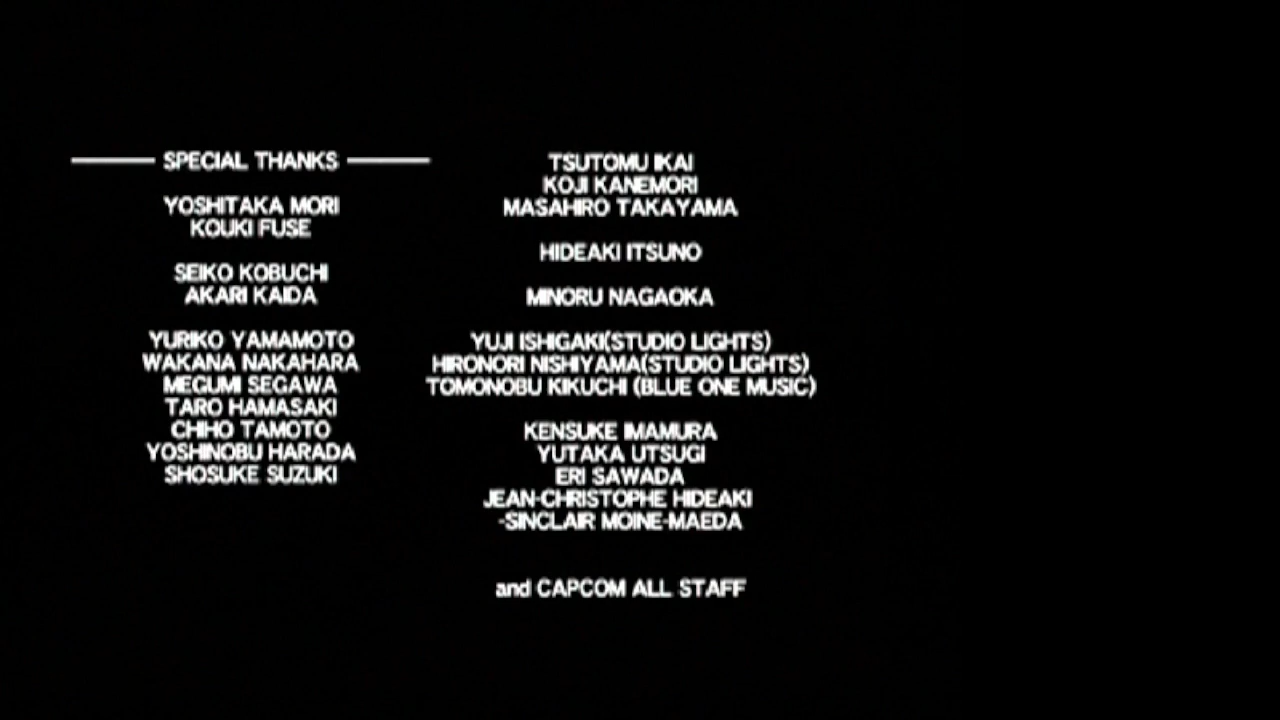 SPECIAL THANKS
YOSHITAKA MORI
KOUKI FUSE
SEIKO KOBUCHI
AKARI KAIDA
YURIKO YAMAMOTO
WAKANA NAKAHARA
MEGUMI SEGAWA
TARO HAMASAKI
CHIHO TAMOTO
YOSHINOBU HARADA
SHOSUKE SUZUKI
TSUTOMU IKAI
KOJI KANEMORI
MASAHIRO TAKAYAMA
HIDEAKI ITSUNO
MINORU NAGAOKA
YUJI ISHIGAKI(STUDIO LIGHTS)
HIRONORI NISHIYAMA(STUDIO LIGHTS)
TOMONOBU KIKUCHI (BLUE ONE MUSIC)
KENSUKE IMAMURA
YUTAKA UTSUGI
ERI SAWADA
JEAN-CHRISTOPHE HIDEAKI
-SINCLAIR MOINE-MAEDA
and CAPCOM ALL STAFF